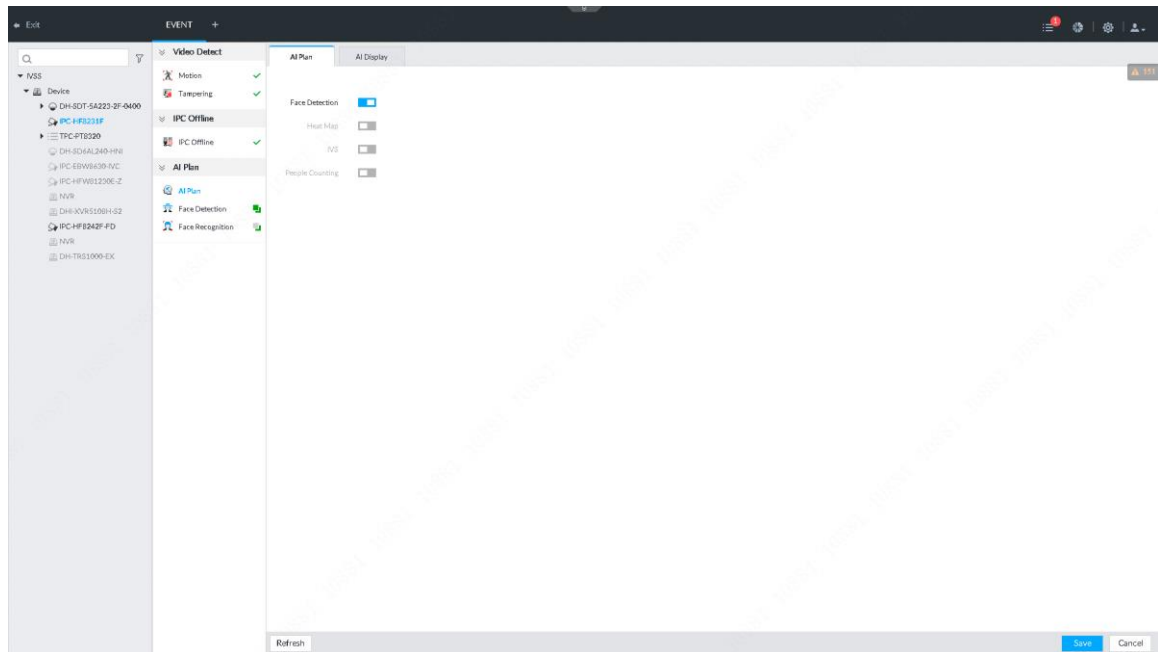 Exit
EVENT +
1
IVSS
Device
DH-SDT-5A223-2F-0400
IPC-HF8231F
TPC-PT8320
DH-SD6AL240-HNI
IPC-EBW8630-IVC
IPC-HFW81230E-Z
NVR
DHI-XVR5108H-S2
IPC-HF8242F-FD
NVR
DH-TRS1000-EK
Video Detect
Motion
Tampering
IPC Offline
IPC Offline
AI Plan
AI Plan
Face Detection
Face Recognition
AI Plan
AI Display
Face Detection
Heat Map
IVS
People Counting
Refresh
Save
Cancel